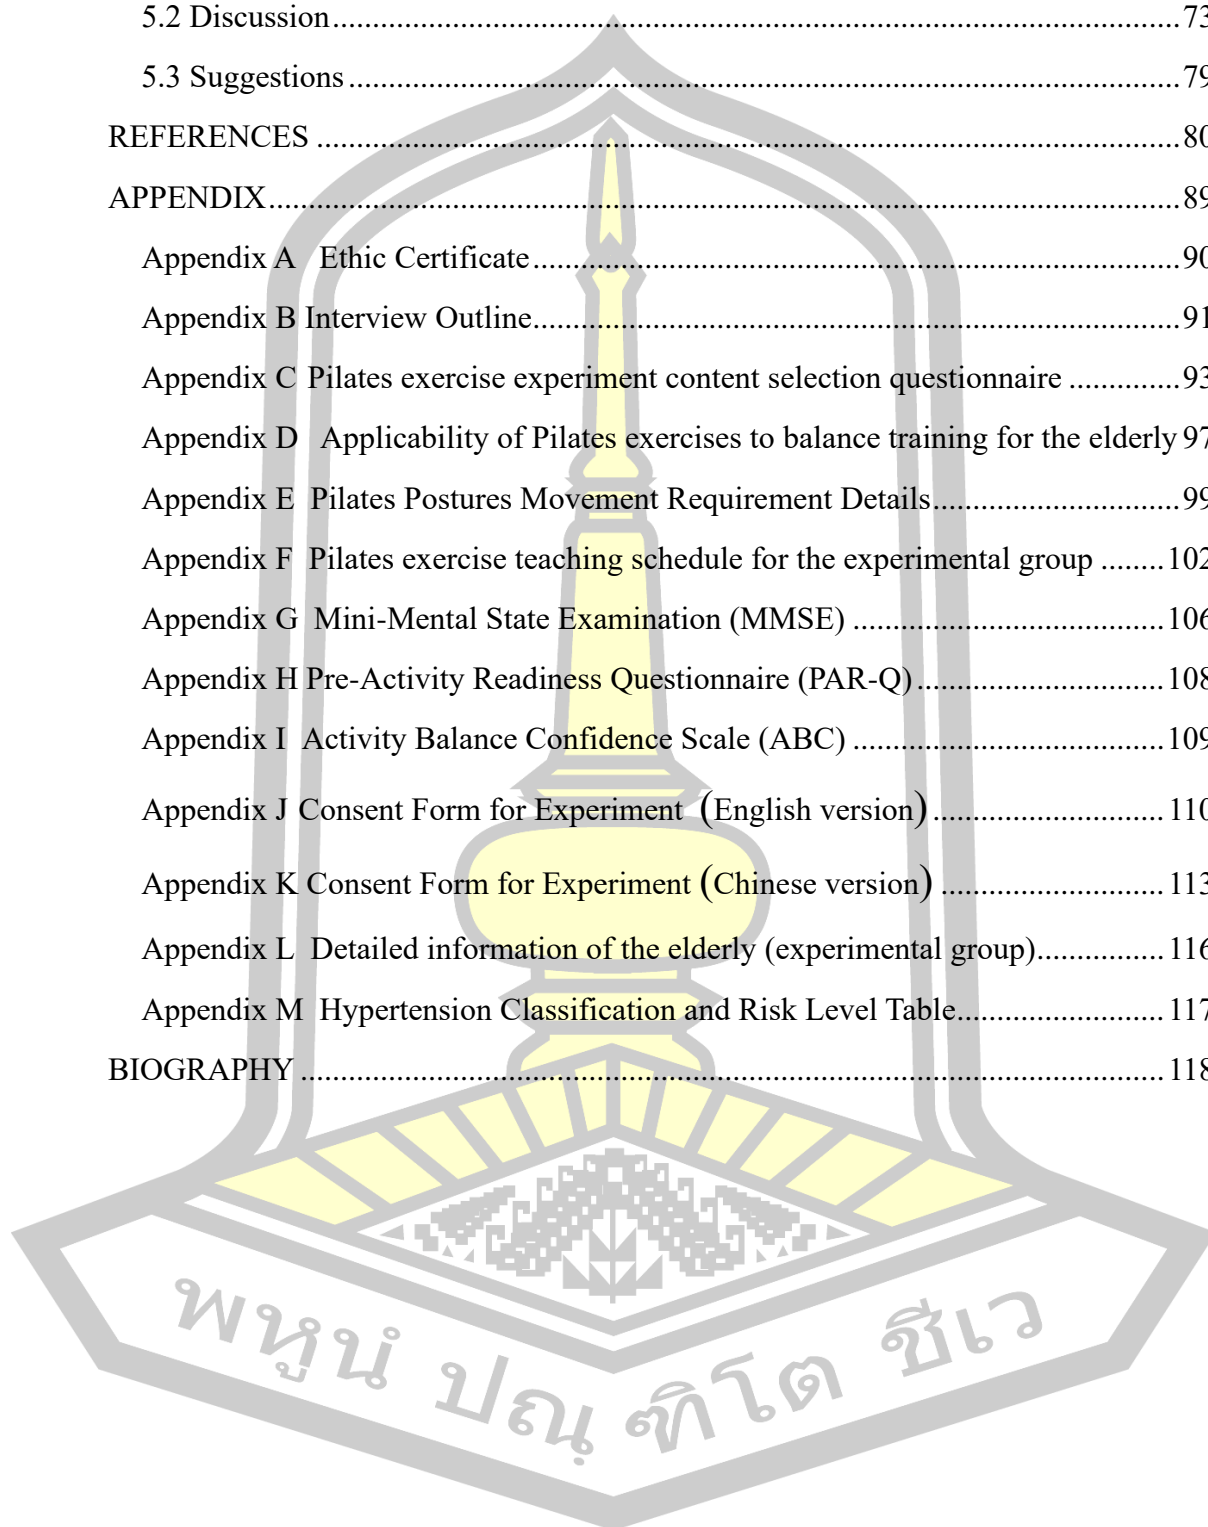 5.2 Discussion....................................................................................................73
5.3 Suggestions..................................................................................................79
REFERENCES......................................................................................................80
APPENDIX...........................................................................................................89
Appendix A Ethic Certificate............................................................................90
Appendix B Interview Outline............................................................................91
Appendix C Pilates exercise experiment content selection questionnaire..............93
Appendix D Applicability of Pilates exercises to balance training for the elderly 97
Appendix E Pilates Postures Movement Requirement Details...............................99
Appendix F Pilates exercise teaching schedule for the experimental group........102
Appendix G Mini-Mental State Examination (MMSE).......................................106
Appendix H Pre-Activity Readiness Questionnaire (PAR-Q)...............................108
Appendix I Activity Balance Confidence Scale (ABC).......................................109
Appendix J Consent Form for Experiment (English version)..............................110
Appendix K Consent Form for Experiment (Chinese version).............................113
Appendix L Detailed information of the elderly (experimental group)................116
Appendix M Hypertension Classification and Risk Level Table..........................117
BIOGRAPHY......................................................................................................118
พหูนํ ปณฺฑิโต ชีเว